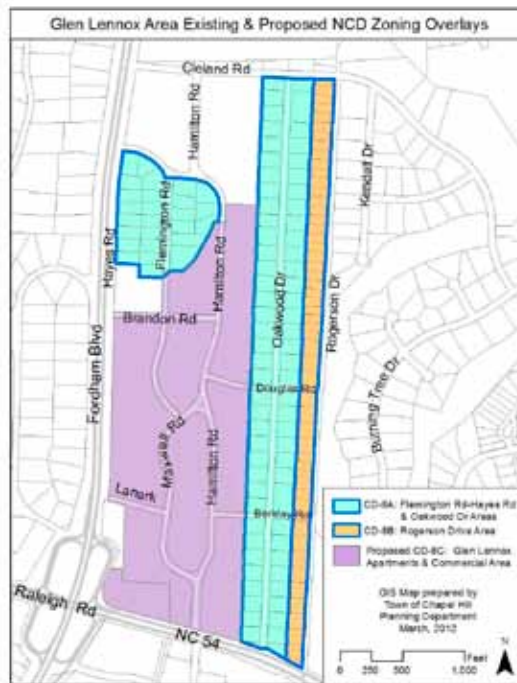 Glen Lennox Area Existing & Proposed NCD Zoning Overlays
Cleland Rd
Hamilton Rd
Kendall Dr
Flemington Rd
Hayes Rd
Hamilton Rd
Oakwood Dr
Rogerson Dr
Brandon Rd
Fordham Blvd
Douglas Rd
Burning Tree Dr
Maxwell Rd
Hamilton Rd
Lanark
Berkley Rd
Raleigh Rd
NC 54
CD-8A: Flemington Rd-Hayes Rd
& Oakwood Dr Areas
CD-8B: Rogerson Drive Area
Proposed CD-8C: Glen Lennox
Apartments & Commercial Area
GIS Map prepared by
Town of Chapel Hill
Planning Department
March, 2012
N
Feet
0 250 500 1,000